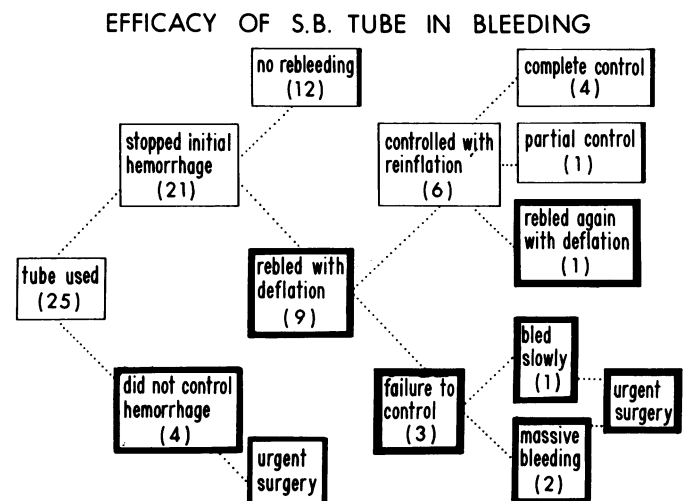 EFFICACY OF S.B. TUBE IN BLEEDING
no rebleeding
(12)
complete control
(4)
stopped initial
hemorrhage
(21)
controlled with
reinflation
(6)
partial control
(1)
rebled again
with deflation
(1)
tube used
(25)
rebled with
deflation
(9)
bled
slowly
(1)
did not control
hemorrhage
(4)
failure to
control
(3)
urgent
surgery
massive
bleeding
(2)
urgent
surgery